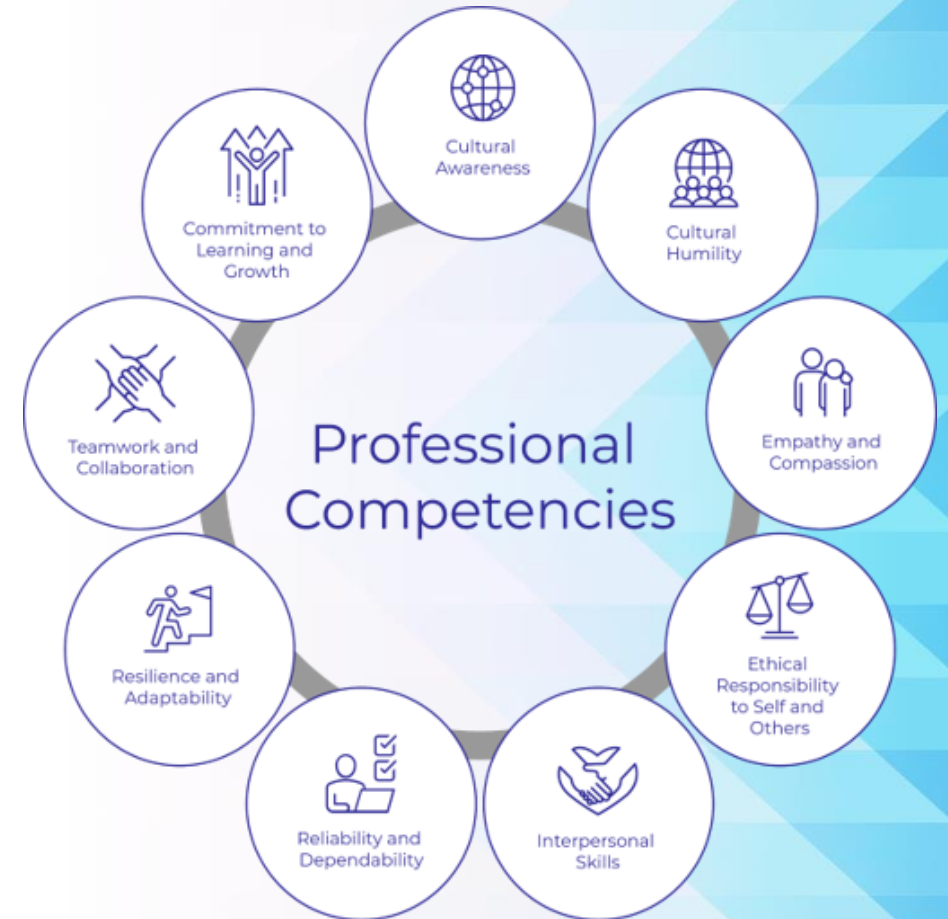 Professional
Competencies
Cultural
Awareness
Cultural
Humility
Empathy and
Compassion
Ethical
Responsibility
to Self and
Others
Interpersonal
Skills
Reliability and
Dependability
Resilience and
Adaptability
Teamwork and
Collaboration
Commitment to
Learning and
Growth